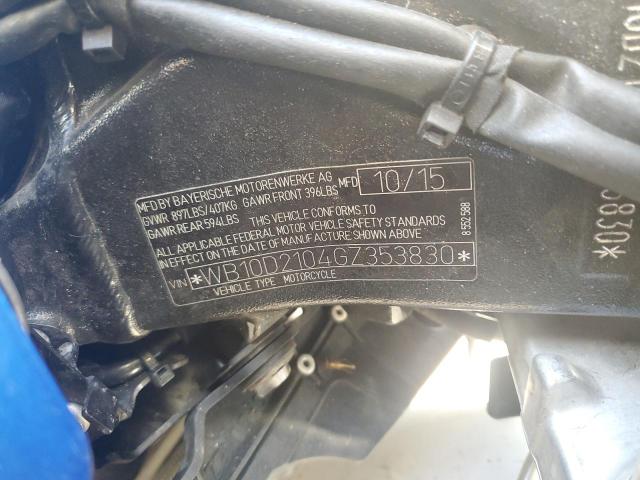 MFD BY BAYERISCHE MOTORENWERKE AG
GVWR 897LBS/407KG GAWR FRONT 396LBS
GAWR REAR 594LBS THIS VEHICLE CONFORMS TO
ALL APPLICABLE FEDERAL MOTOR VEHICLE SAFETY STANDARDS
IN EFFECT ON THE DATE OF MANUFACTURE SHOWN ABOVE
MFD 10/15
VIN *WB10D2104GZ353830*
VEHICLE TYPE MOTORCYCLE
8 552 588
3830*